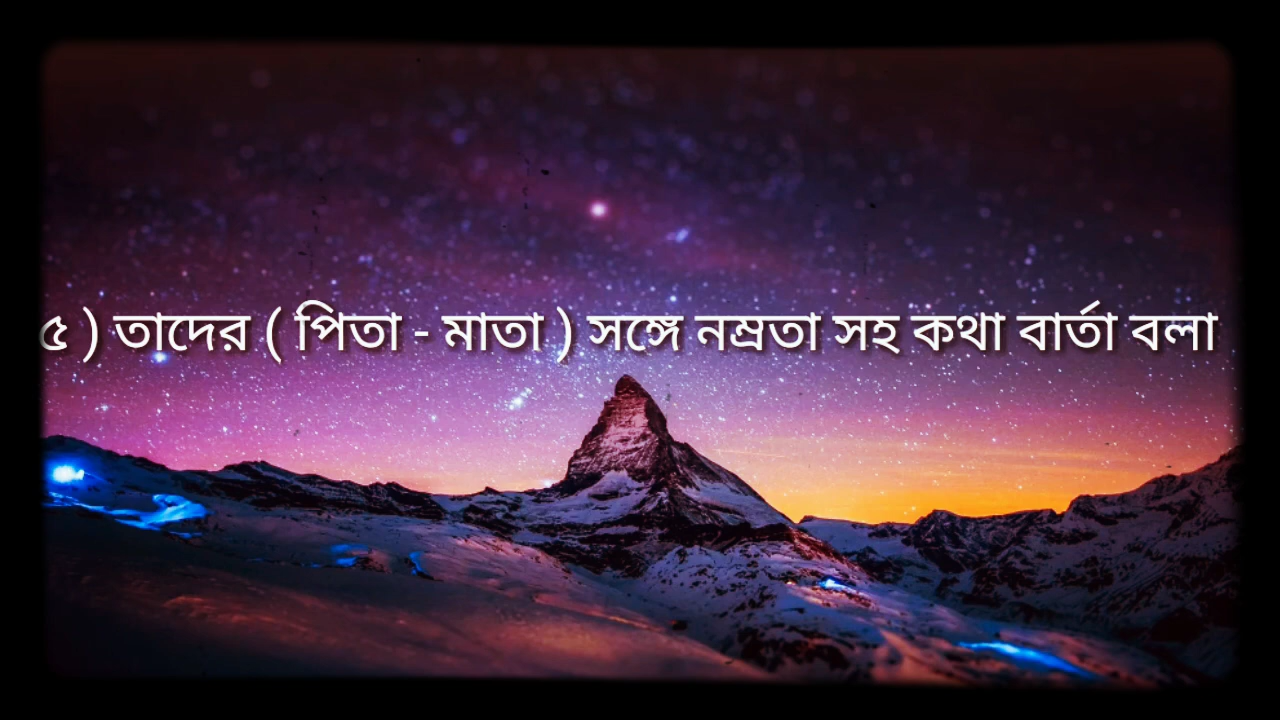 ৫ ) তাদের ( পিতা - মাতা ) সঙ্গে নম্রতা সহ কথা বার্তা বলা